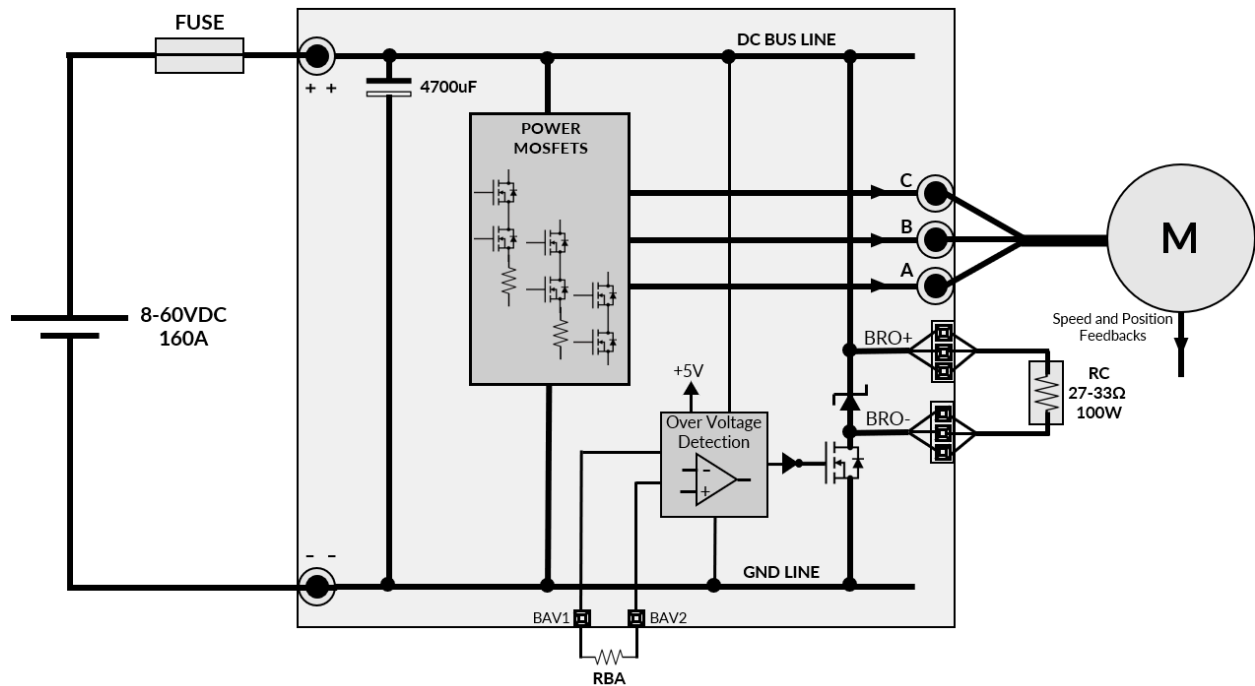 FUSE
DC BUS LINE
+ +
4700uF
POWER
MOSFETS
C
B
A
M
8-60VDC
160A
Speed and Position
Feedbacks
BRO+
+5V
RC
27-33Ω
100W
BRO-
Over Voltage
Detection
-
+
- -
GND LINE
BAV1
BAV2
RBA